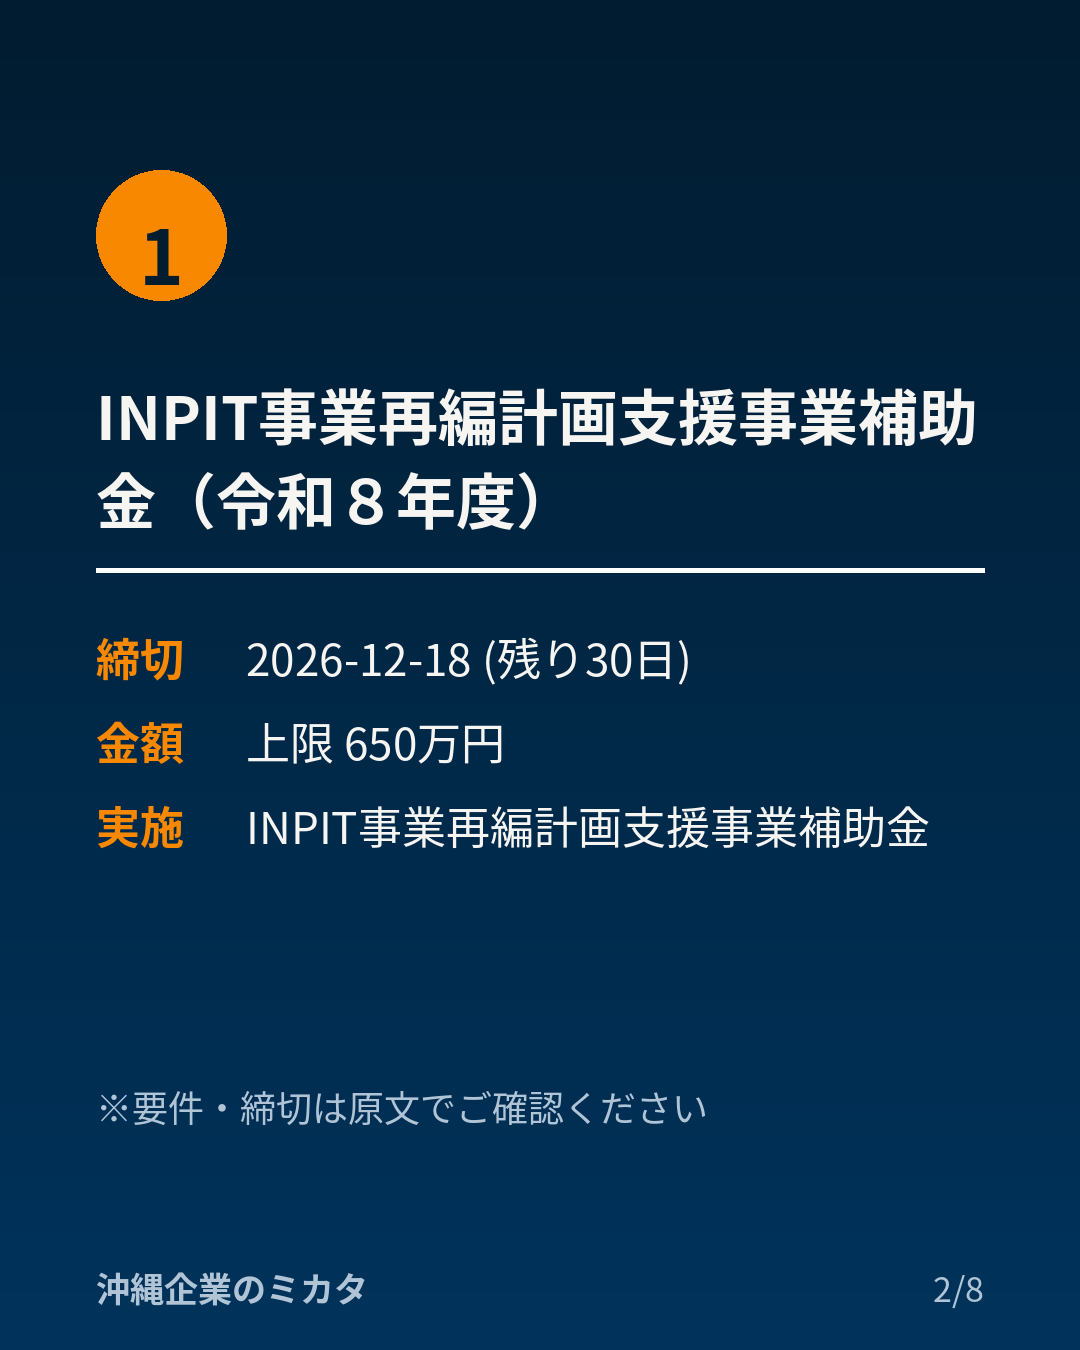 1
INPIT事業再編計画支援事業補助
金（令和８年度）
締切 2026-12-18 (残り30日)
金額 上限 650万円
実施 INPIT事業再編計画支援事業補助金
※要件・締切は原文でご確認ください
沖縄企業のミカタ 2/8